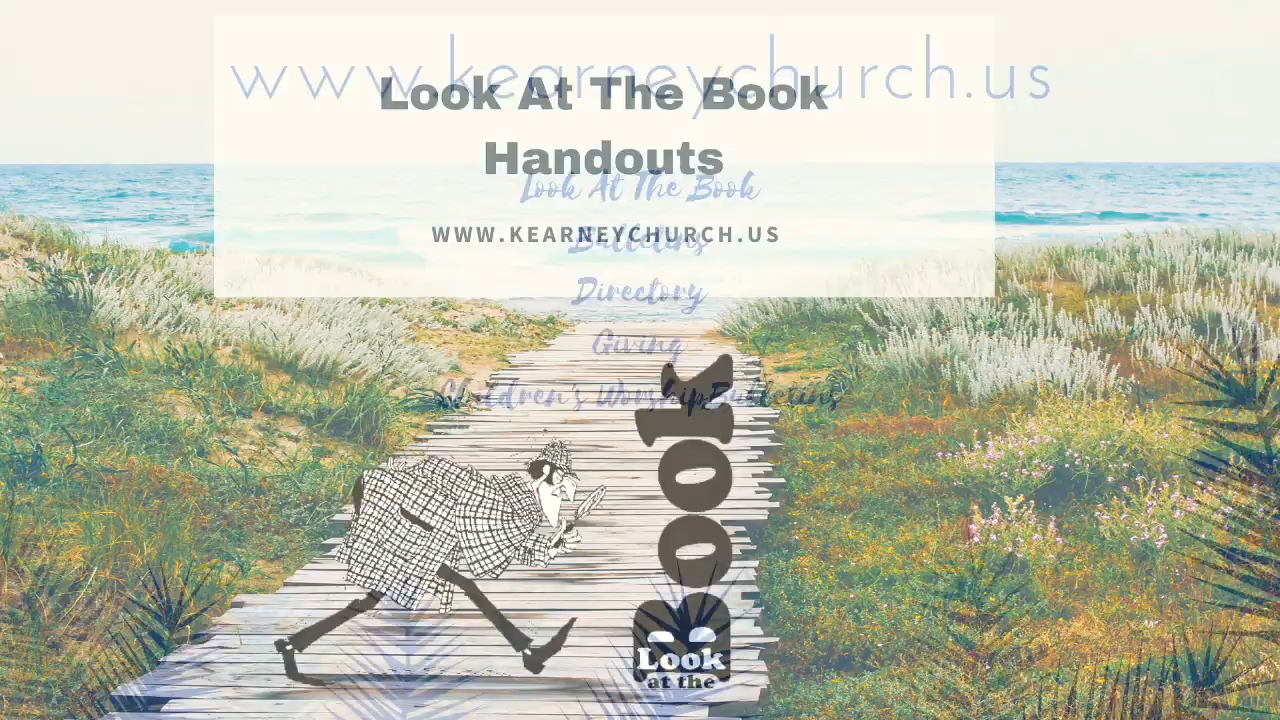 www.kearneychurch.us
Look At The Book
Handouts
Look At The Book
WWW.KEARNEYCHURCH.US
Bulletins
Directory
Giving
Children's Worship Bulletins
Book
Look
at the